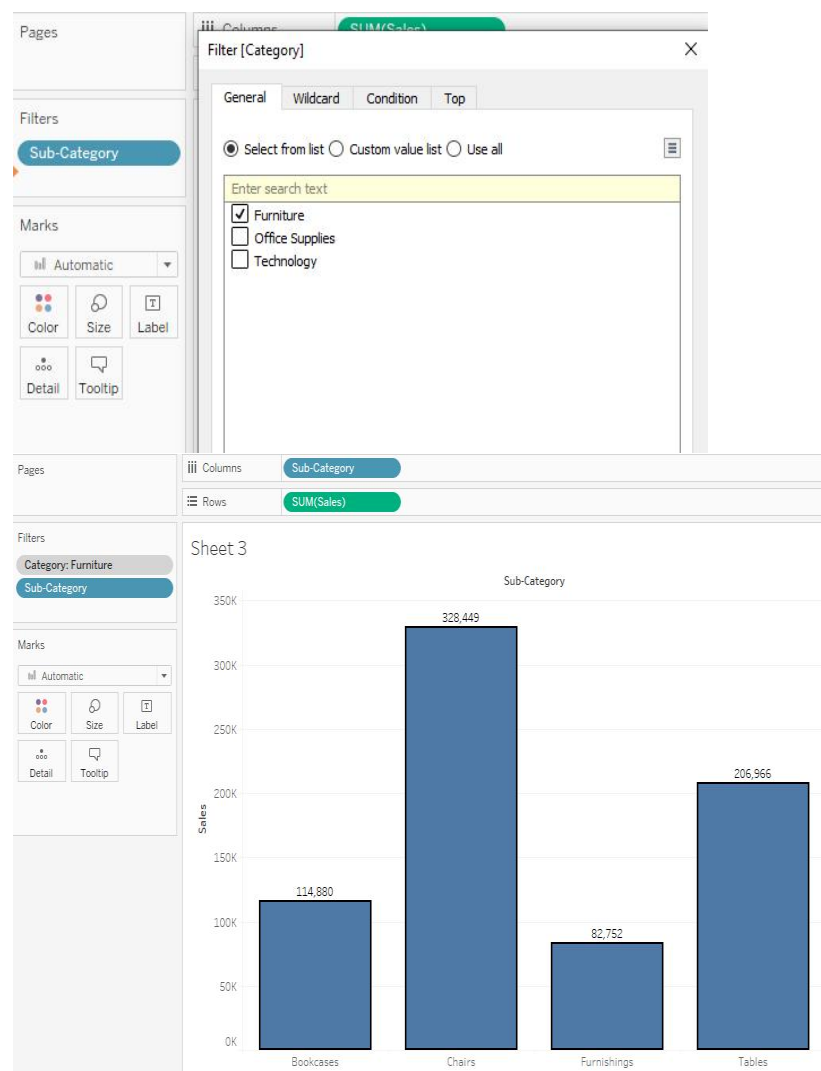 Pages
Columns SUM(Sales)
Filter [Category]
General Wildcard Condition Top
Filters
Sub-Category
Select from list Custom value list Use all
Enter search text
Furniture
Office Supplies
Technology
Marks
Automatic
Color Size Label
Detail Tooltip
Pages
Columns Sub-Category
Rows SUM(Sales)
Filters
Category: Furniture
Sub-Category
Marks
Automatic
Color Size Label
Detail Tooltip
Sheet 3
Sub-Category
350K
300K
250K
200K
150K
100K
50K
0K
Sales
114,880
328,449
82,752
206,966
Bookcases Chairs Furnishings Tables